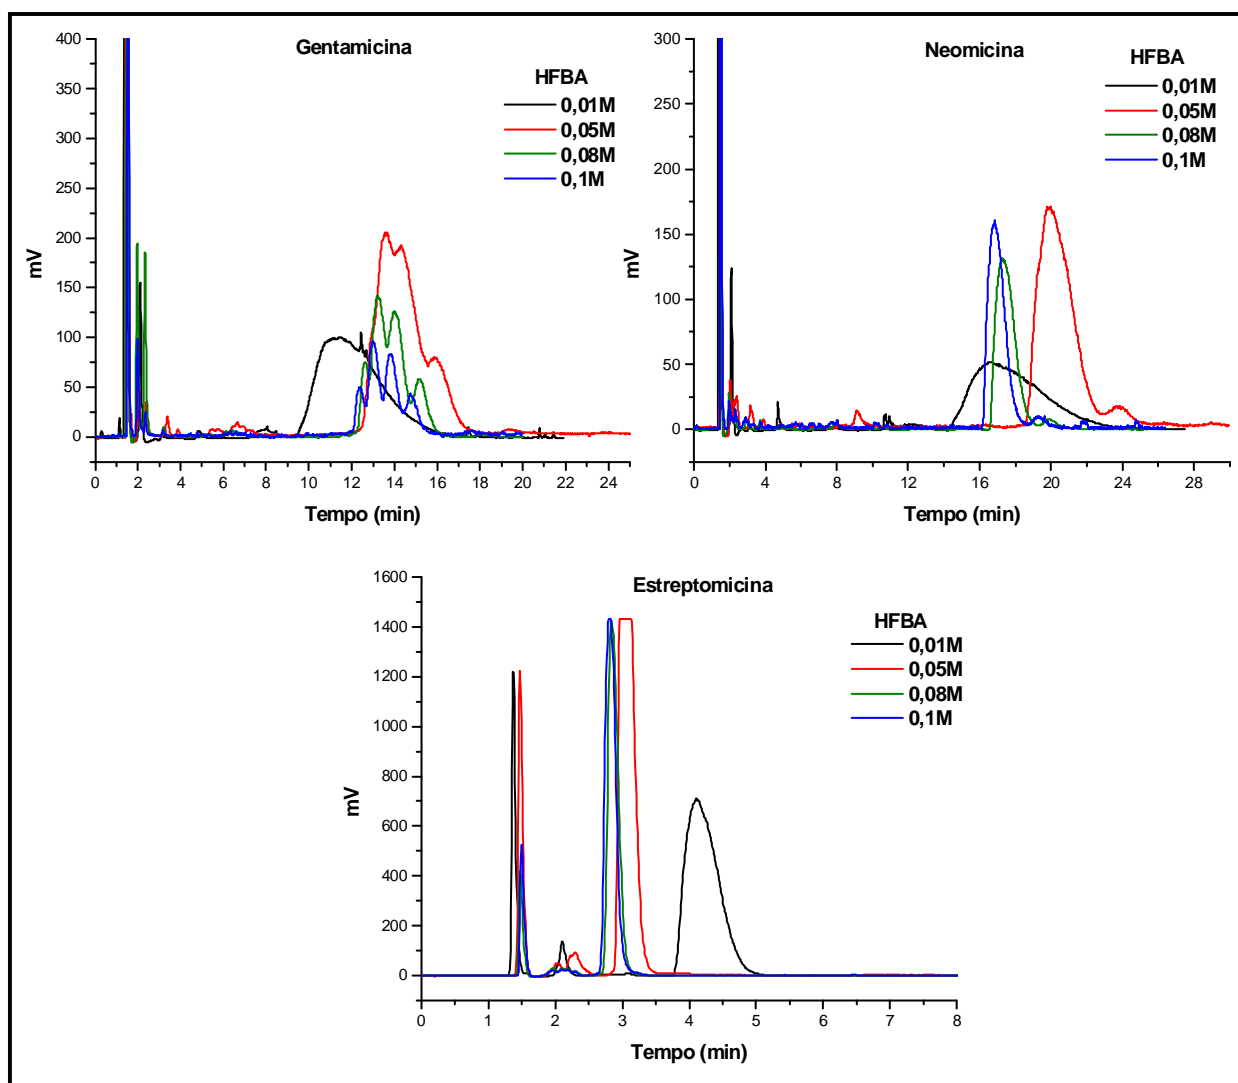 Gentamicina
HFBA
0,01M
0,05M
0,08M
0,1M
400
350
300
250
200
150
100
50
0
mV
0 2 4 6 8 10 12 14 16 18 20 22 24
Tempo (min)
Neomicina
HFBA
0,01M
0,05M
0,08M
0,1M
300
250
200
150
100
50
0
mV
0 4 8 12 16 20 24 28
Tempo (min)
Estreptomicina
HFBA
0,01M
0,05M
0,08M
0,1M
1600
1400
1200
1000
800
600
400
200
0
mV
0 1 2 3 4 5 6 7 8
Tempo (min)